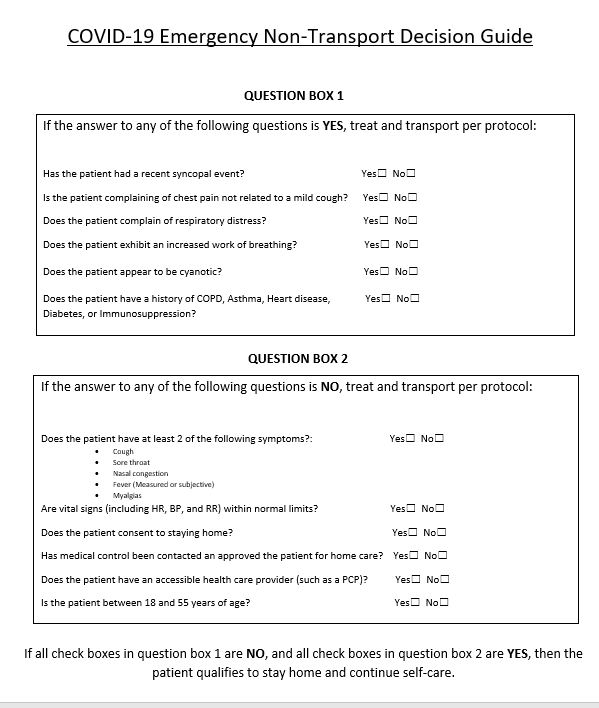 COVID-19 Emergency Non-Transport Decision Guide
QUESTION BOX 1
If the answer to any of the following questions is YES, treat and transport per protocol:
Has the patient had a recent syncopal event? Yes☐ No☐
Is the patient complaining of chest pain not related to a mild cough? Yes☐ No☐
Does the patient complain of respiratory distress? Yes☐ No☐
Does the patient exhibit an increased work of breathing? Yes☐ No☐
Does the patient appear to be cyanotic? Yes☐ No☐
Does the patient have a history of COPD, Asthma, Heart disease, Yes☐ No☐
Diabetes, or Immunosuppression?
QUESTION BOX 2
If the answer to any of the following questions is NO, treat and transport per protocol:
Does the patient have at least 2 of the following symptoms?: Yes☐ No☐
• Cough
• Sore throat
• Nasal congestion
• Fever (Measured or subjective)
• Myalgias
Are vital signs (including HR, BP, and RR) within normal limits? Yes☐ No☐
Does the patient consent to staying home? Yes☐ No☐
Has medical control been contacted an approved the patient for home care? Yes☐ No☐
Does the patient have an accessible health care provider (such as a PCP)? Yes☐ No☐
Is the patient between 18 and 55 years of age? Yes☐ No☐
If all check boxes in question box 1 are NO, and all check boxes in question box 2 are YES, then the
patient qualifies to stay home and continue self-care.